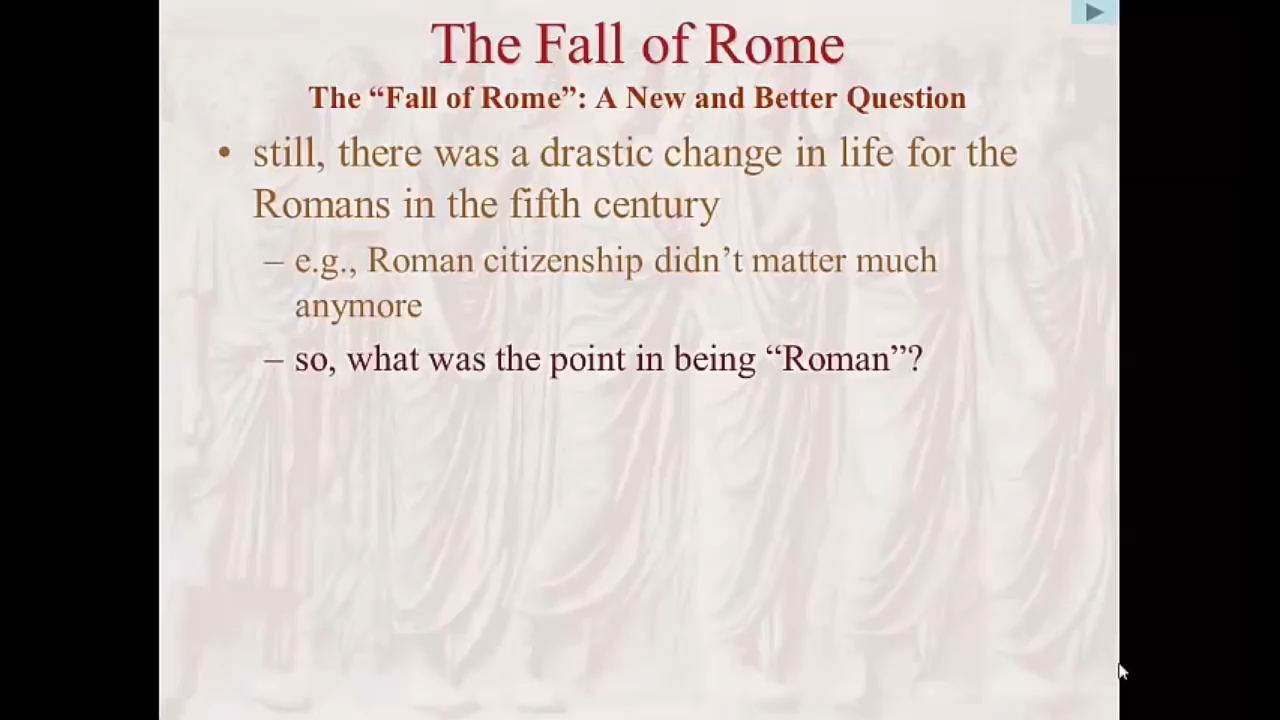 The Fall of Rome
The “Fall of Rome”: A New and Better Question
• still, there was a drastic change in life for the
Romans in the fifth century
– e.g., Roman citizenship didn’t matter much
anymore
– so, what was the point in being “Roman”?